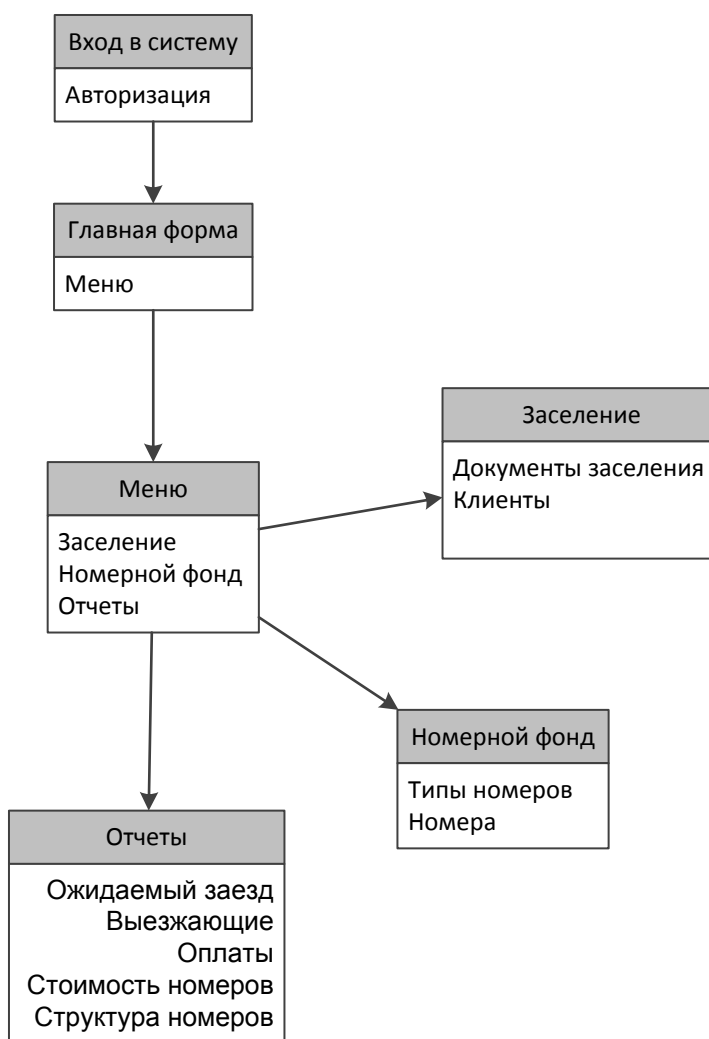 Вход в систему
Авторизация
Главная форма
Меню
Заселение
Документы заселения
Клиенты
Меню
Заселение
Номерной фонд
Отчеты
Номерной фонд
Типы номеров
Номера
Отчеты
Ожидаемый заезд
Выезжающие
Оплаты
Стоимость номеров
Структура номеров